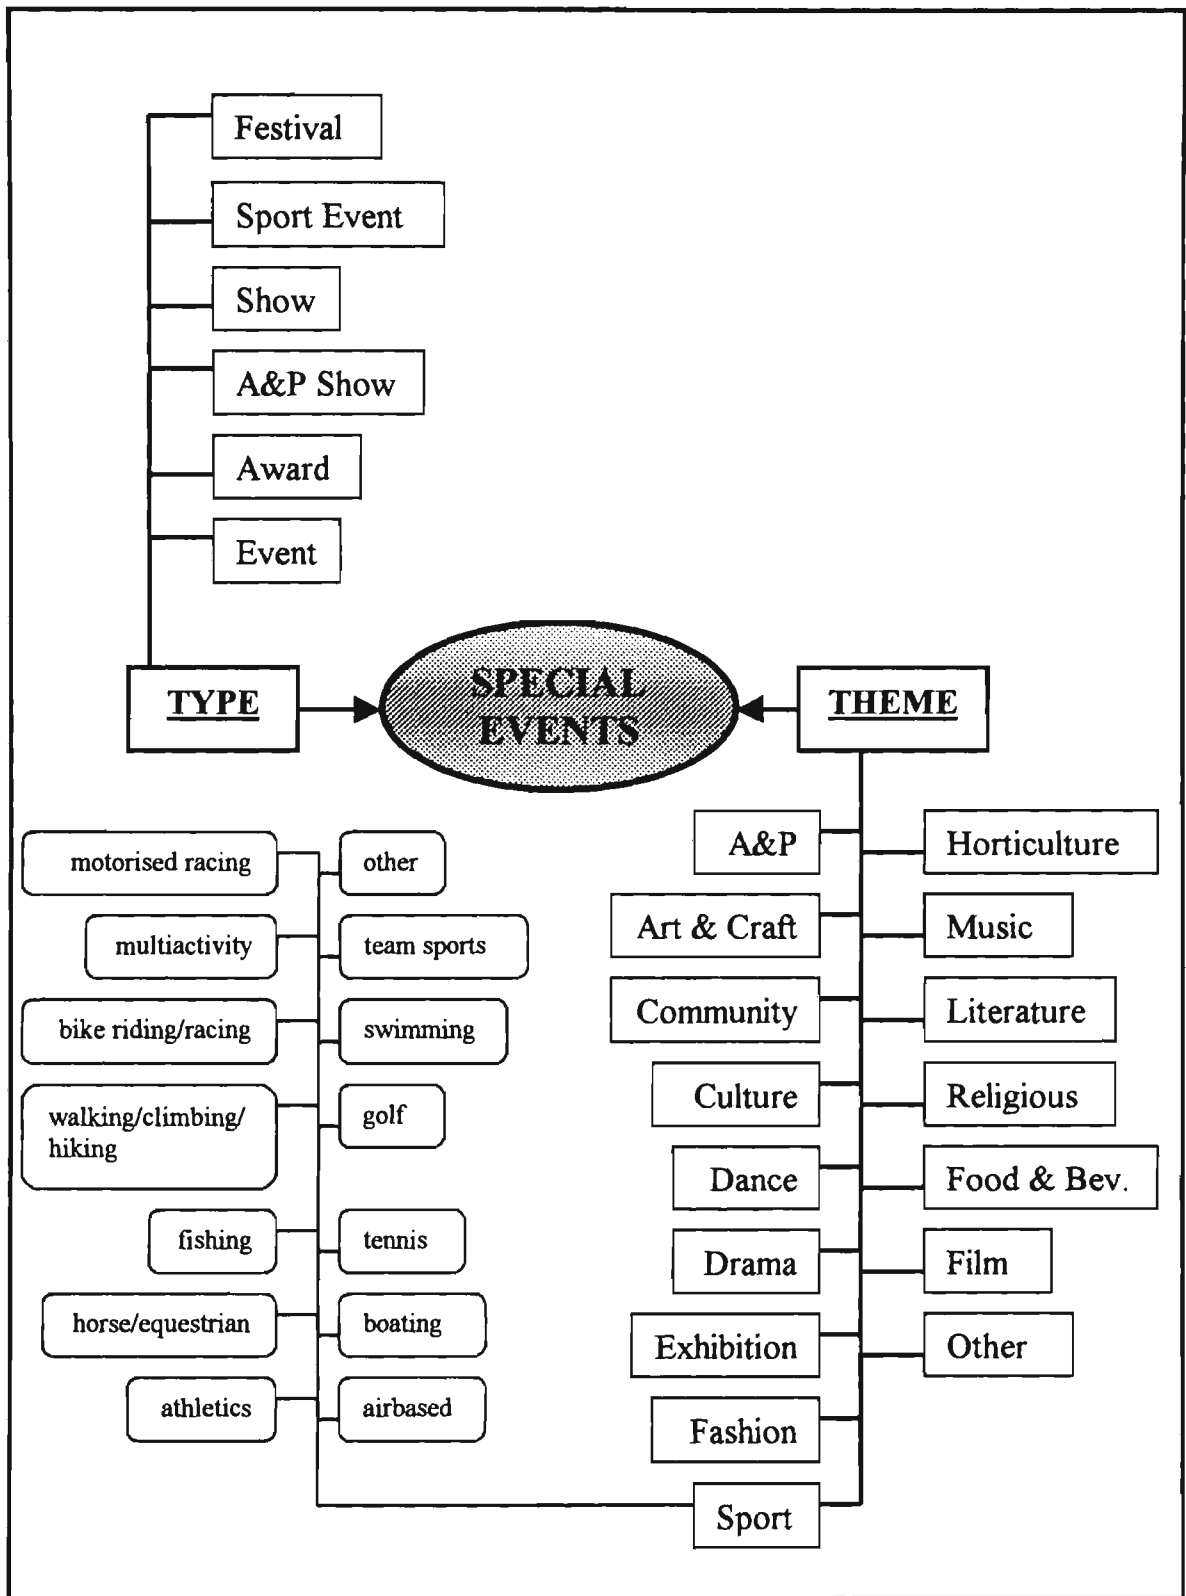 Festival
Sport Event
Show
A&P Show
Award
Event
TYPE
SPECIAL
EVENTS
THEME
motorised racing
other
multiactivity
team sports
bike riding/racing
swimming
walking/climbing/
hiking
golf
fishing
tennis
horse/equestrian
boating
athletics
airbased
A&P
Horticulture
Art & Craft
Music
Community
Literature
Culture
Religious
Dance
Food & Bev.
Drama
Film
Exhibition
Other
Fashion
Sport